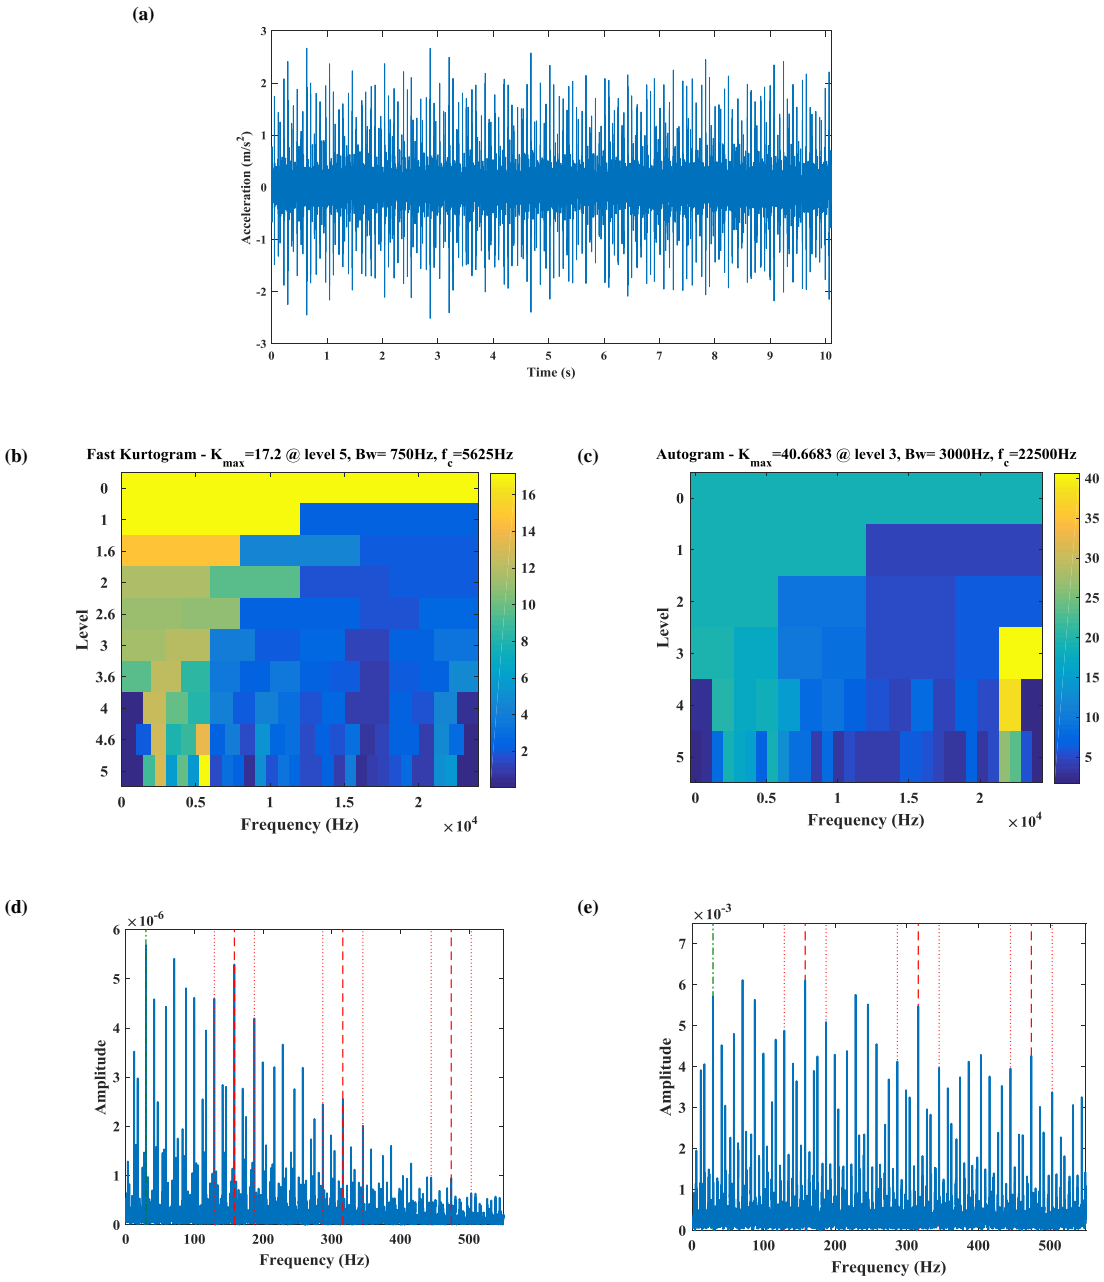 (a)
3
2
1
0
-1
-2
-3
Acceleration (m/s²)
0 1 2 3 4 5 6 7 8 9 10
Time (s)
(b)
Fast Kurtogram - K_max=17.2 @ level 5, Bw= 750Hz, f_c=5625Hz
0
1
1.6
2
2.6
3
3.6
4
4.6
5
Level
16
14
12
10
8
6
4
2
0 0.5 1 1.5 2
Frequency (Hz)
×10⁴
(c)
Autogram - K_max=40.6683 @ level 3, Bw= 3000Hz, f_c=22500Hz
0
1
2
3
4
5
Level
40
35
30
25
20
15
10
5
0 0.5 1 1.5 2
Frequency (Hz)
×10⁴
(d)
×10⁻⁶
6
5
4
3
2
1
0
Amplitude
0 100 200 300 400 500
Frequency (Hz)
(e)
×10⁻³
7
6
5
4
3
2
1
0
Amplitude
0 100 200 300 400 500
Frequency (Hz)